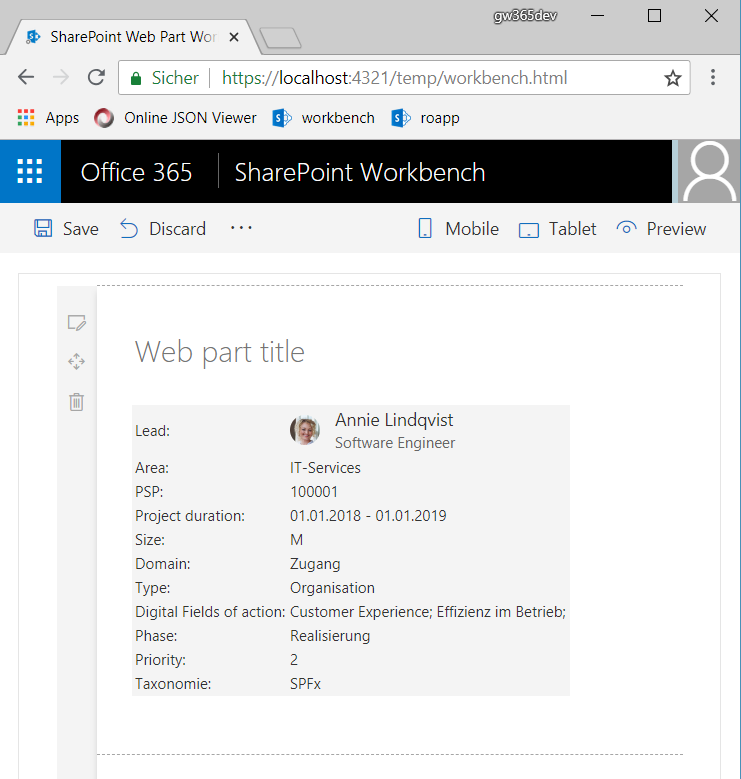 gw365dev
SharePoint Web Part Wor
Sicher https://localhost:4321/temp/workbench.html
Apps Online JSON Viewer workbench roapp
Office 365 SharePoint Workbench
Save Discard ... Mobile Tablet Preview
Web part title
Lead: Annie Lindqvist
Software Engineer
Area: IT-Services
PSP: 100001
Project duration: 01.01.2018 - 01.01.2019
Size: M
Domain: Zugang
Type: Organisation
Digital Fields of action: Customer Experience; Effizienz im Betrieb;
Phase: Realisierung
Priority: 2
Taxonomie: SPFx